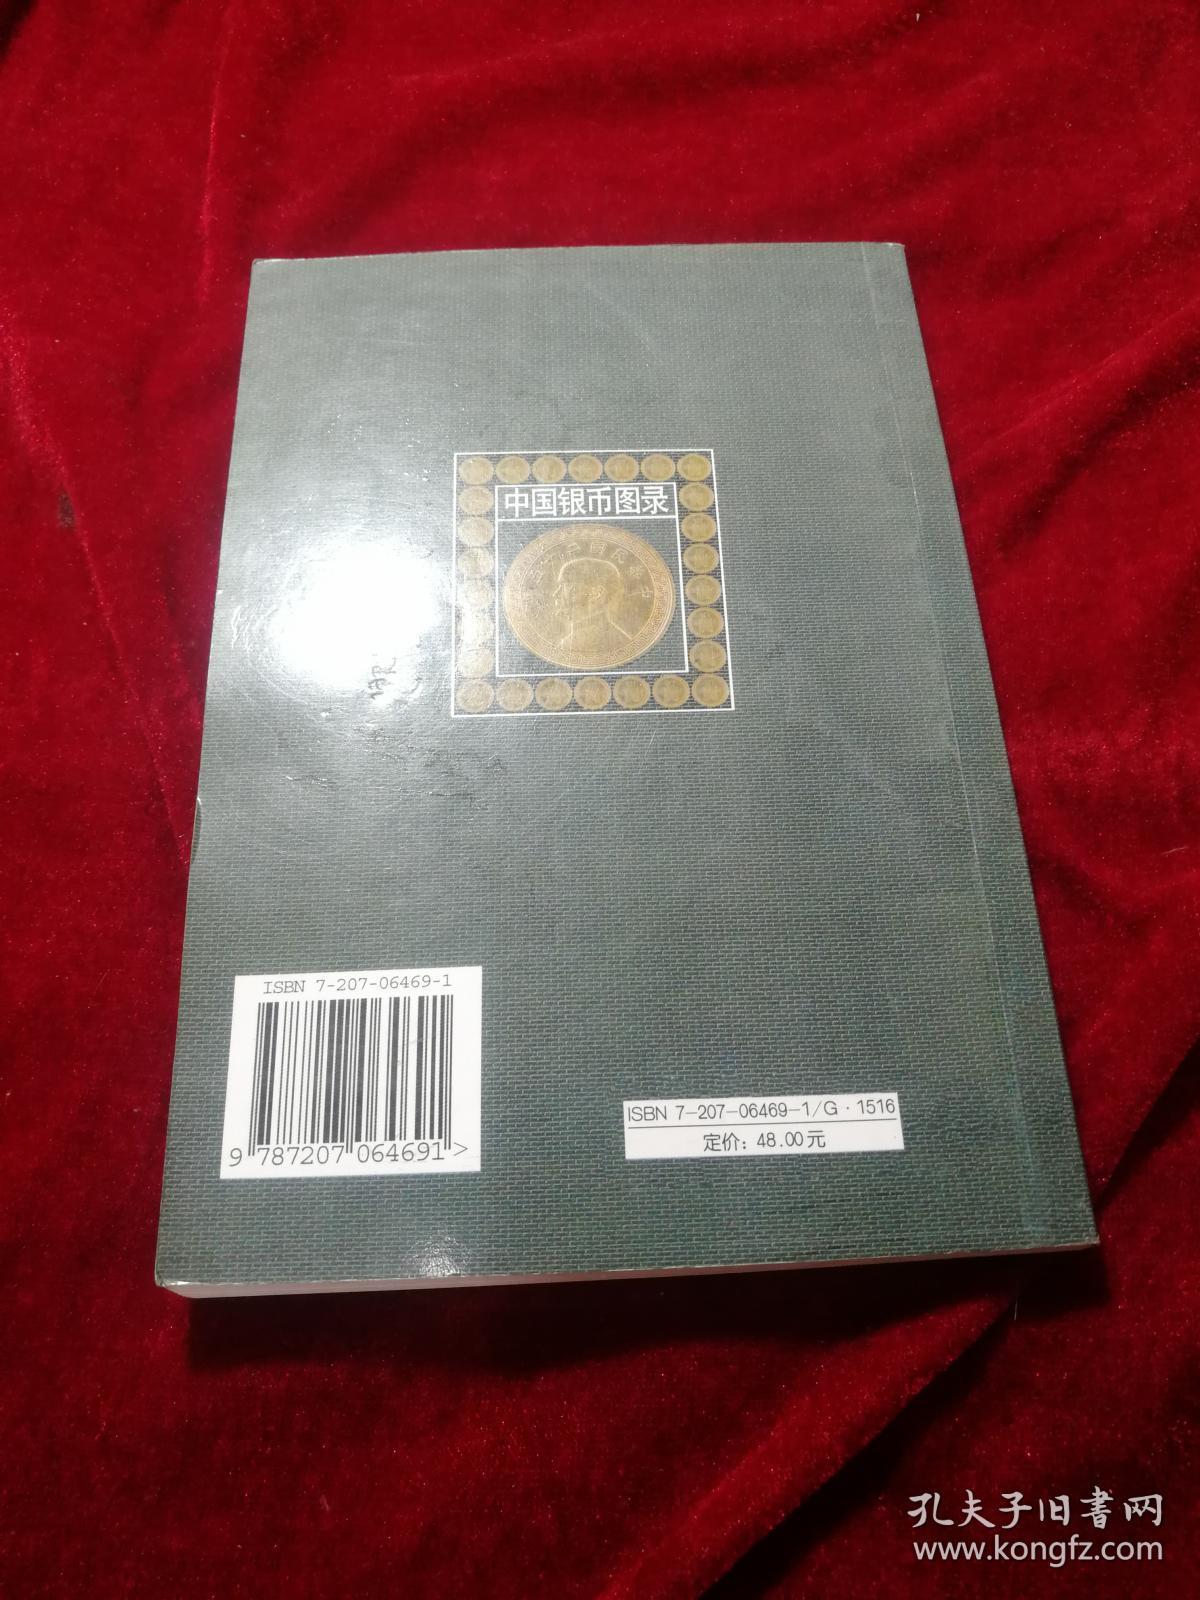 中国银币图录
ISBN 7-207-06469-1
9 787207 064691 >
ISBN 7-207-06469-1/G·1516
定价：48.00元
孔夫子旧書网
www.kongfz.com